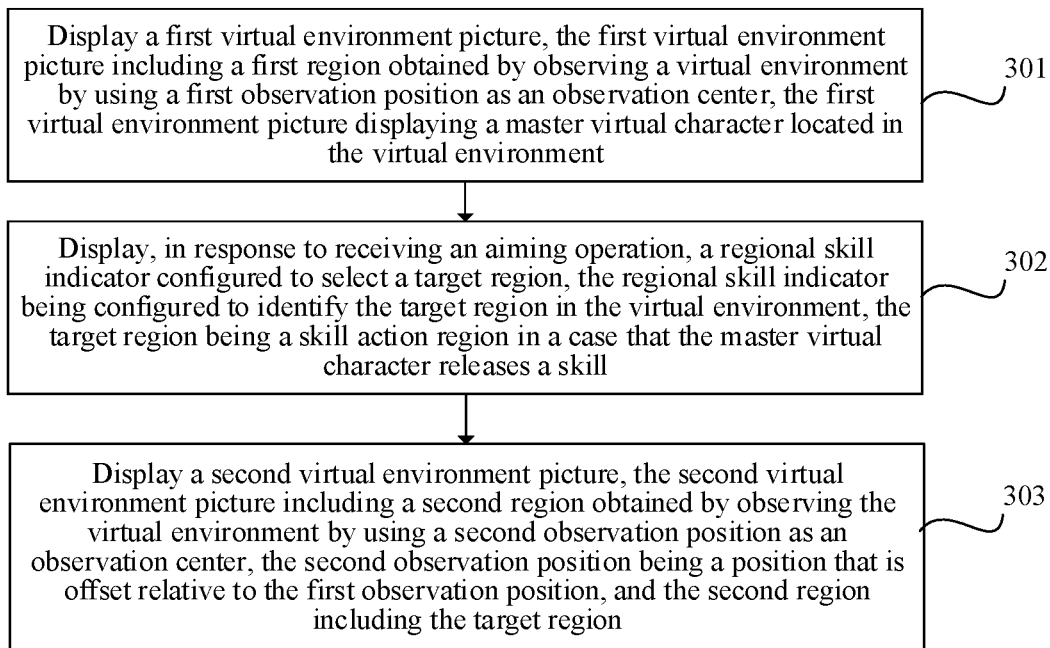 Display a first virtual environment picture, the first virtual environment
picture including a first region obtained by observing a virtual environment
by using a first observation position as an observation center, the first
virtual environment picture displaying a master virtual character located in
the virtual environment
301
Display, in response to receiving an aiming operation, a regional skill
indicator configured to select a target region, the regional skill indicator
being configured to identify the target region in the virtual environment, the
target region being a skill action region in a case that the master virtual
character releases a skill
302
Display a second virtual environment picture, the second virtual
environment picture including a second region obtained by observing the
virtual environment by using a second observation position as an
observation center, the second observation position being a position that is
offset relative to the first observation position, and the second region
including the target region
303